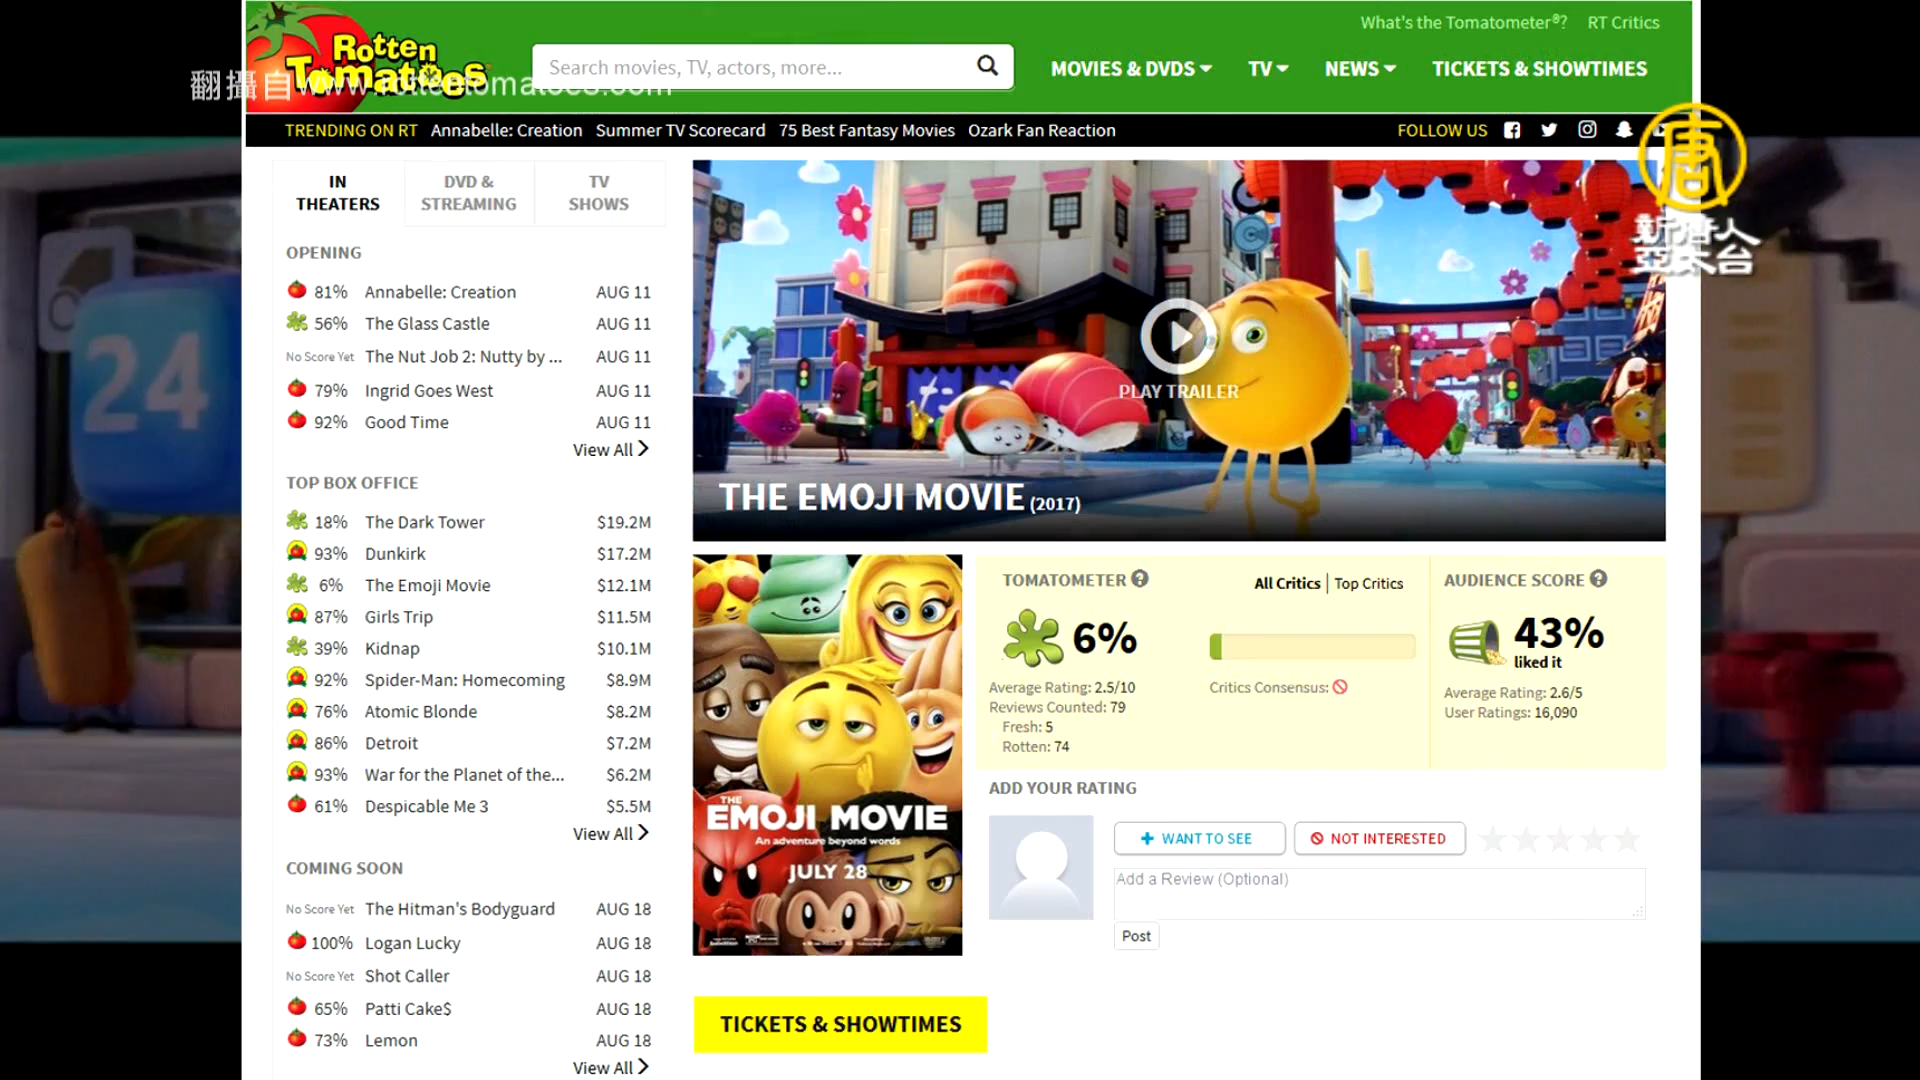 What's the Tomatometer®?
RT Critics
Rotten
Tomatoes
翻攝自www.rottentomatoes.com
Search movies, TV, actors, more...
MOVIES & DVDS
TV
NEWS
TICKETS & SHOWTIMES
TRENDING ON RT
Annabelle: Creation
Summer TV Scorecard
75 Best Fantasy Movies
Ozark Fan Reaction
FOLLOW US
唐
新唐人
亞太台
24
IN
THEATERS
DVD &
STREAMING
TV
SHOWS
OPENING
81% Annabelle: Creation AUG 11
56% The Glass Castle AUG 11
No Score Yet The Nut Job 2: Nutty by ... AUG 11
79% Ingrid Goes West AUG 11
92% Good Time AUG 11
View All
TOP BOX OFFICE
18% The Dark Tower $19.2M
93% Dunkirk $17.2M
6% The Emoji Movie $12.1M
87% Girls Trip $11.5M
39% Kidnap $10.1M
92% Spider-Man: Homecoming $8.9M
76% Atomic Blonde $8.2M
86% Detroit $7.2M
93% War for the Planet of the... $6.2M
61% Despicable Me 3 $5.5M
View All
COMING SOON
No Score Yet The Hitman's Bodyguard AUG 18
100% Logan Lucky AUG 18
No Score Yet Shot Caller AUG 18
65% Patti Cake$ AUG 18
73% Lemon AUG 18
View All
PLAY TRAILER
THE EMOJI MOVIE (2017)
THE
EMOJI MOVIE
An adventure beyond words
JULY 28
TOMATOMETER
All Critics | Top Critics
6%
Average Rating: 2.5/10
Reviews Counted: 79
Fresh: 5
Rotten: 74
Critics Consensus:
AUDIENCE SCORE
43%
liked it
Average Rating: 2.6/5
User Ratings: 16,090
ADD YOUR RATING
WANT TO SEE
NOT INTERESTED
Add a Review (Optional)
Post
TICKETS & SHOWTIMES